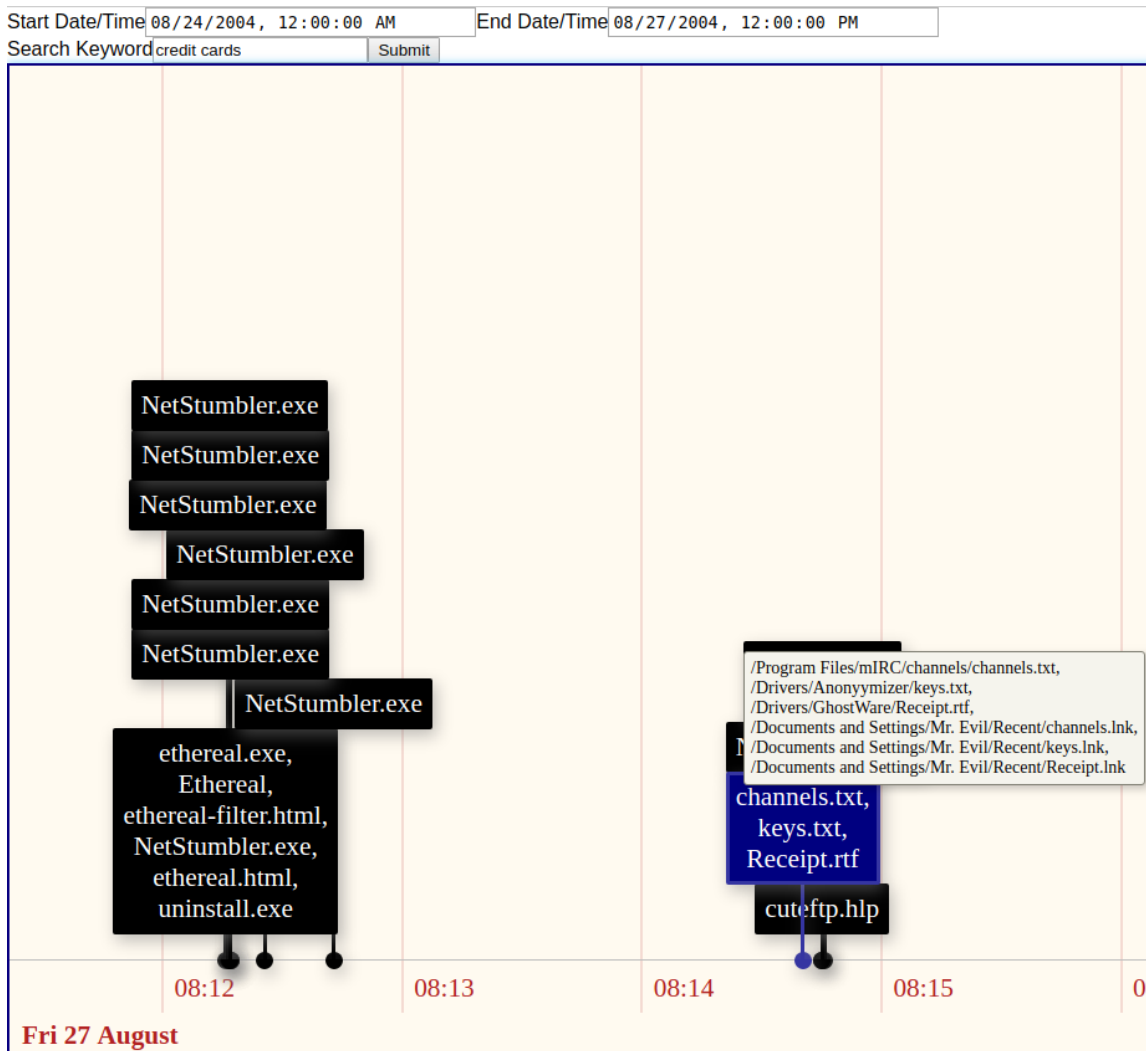 Start Date/Time 08/24/2004, 12:00:00 AM End Date/Time 08/27/2004, 12:00:00 PM
Search Keyword credit cards Submit
NetStumbler.exe
NetStumbler.exe
NetStumbler.exe
NetStumbler.exe
NetStumbler.exe
NetStumbler.exe
NetStumbler.exe
ethereal.exe,
Ethereal,
ethereal-filter.html,
NetStumbler.exe,
ethereal.html,
uninstall.exe
/Program Files/mIRC/channels/channels.txt,
/Drivers/Anonyymizer/keys.txt,
/Drivers/GhostWare/Receipt.rtf,
/Documents and Settings/Mr. Evil/Recent/channels.lnk,
/Documents and Settings/Mr. Evil/Recent/keys.lnk,
/Documents and Settings/Mr. Evil/Recent/Receipt.lnk
channels.txt,
keys.txt,
Receipt.rtf
cuteftp.hlp
08:12 08:13 08:14 08:15
Fri 27 August